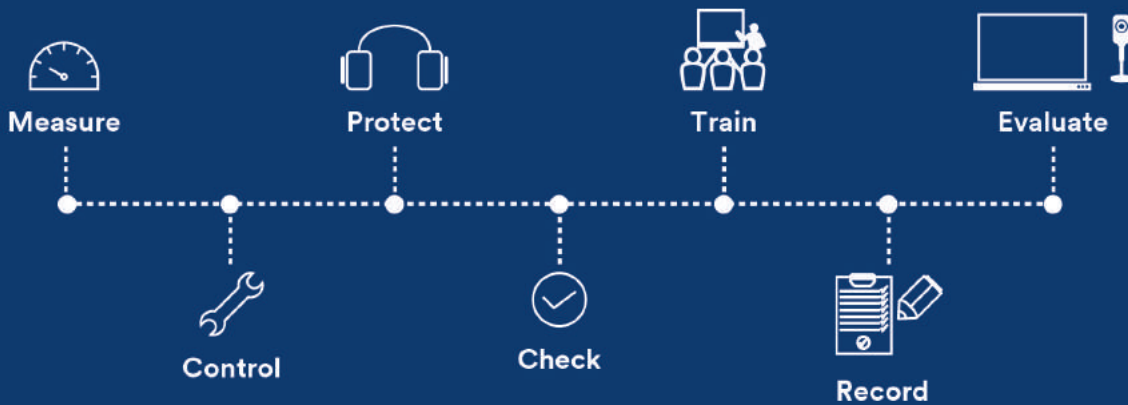 Measure
Control
Protect
Check
Train
Record
Evaluate